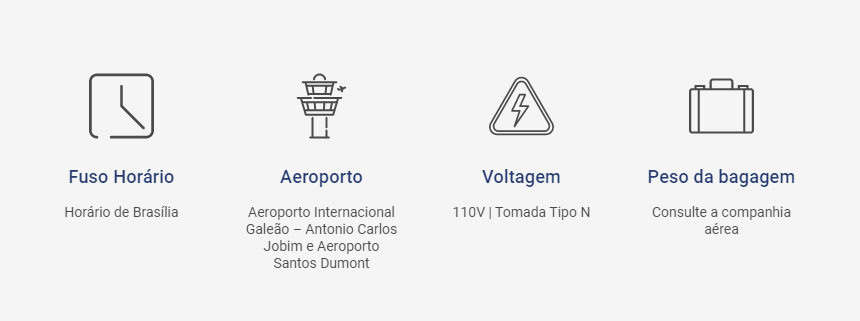 Fuso Horário
Horário de Brasília
Aeroporto
Aeroporto Internacional
Galeão – Antonio Carlos
Jobim e Aeroporto
Santos Dumont
Voltagem
110V | Tomada Tipo N
Peso da bagagem
Consulte a companhia
aérea